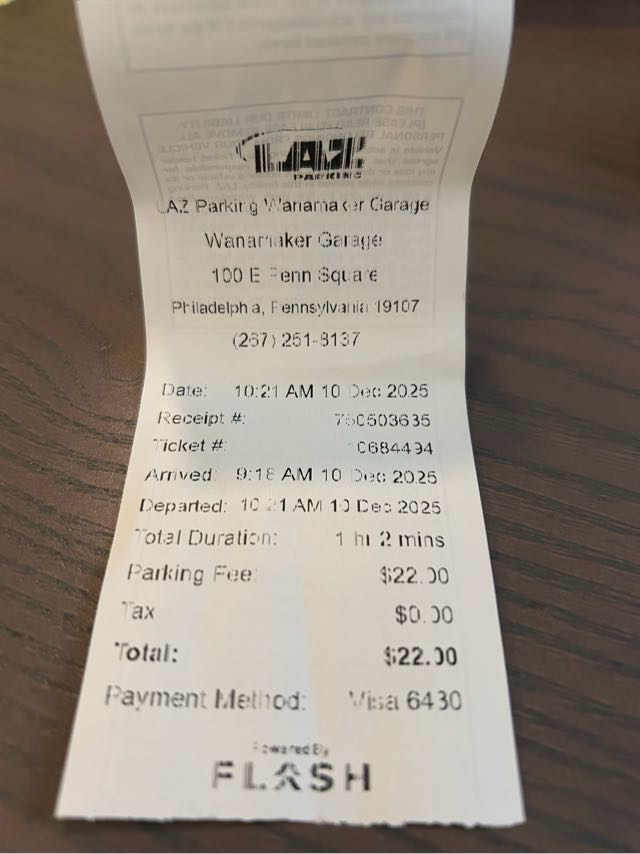 LAZ
PARKING
LAZ Parking Wanamaker Garage
Wanamaker Garage
100 E Penn Square
Philadelphia, Pennsylvania 19107
(267) 251-8137
Date: 10:21 AM 10 Dec 2025
Receipt #: 750503635
Ticket #: 10684494
Arrived: 9:18 AM 10 Dec 2025
Departed: 10:21 AM 10 Dec 2025
Total Duration: 1 hr 2 mins
Parking Fee: $22.00
Tax $0.00
Total: $22.00
Payment Method: Visa 6430
Powered By
FLASH